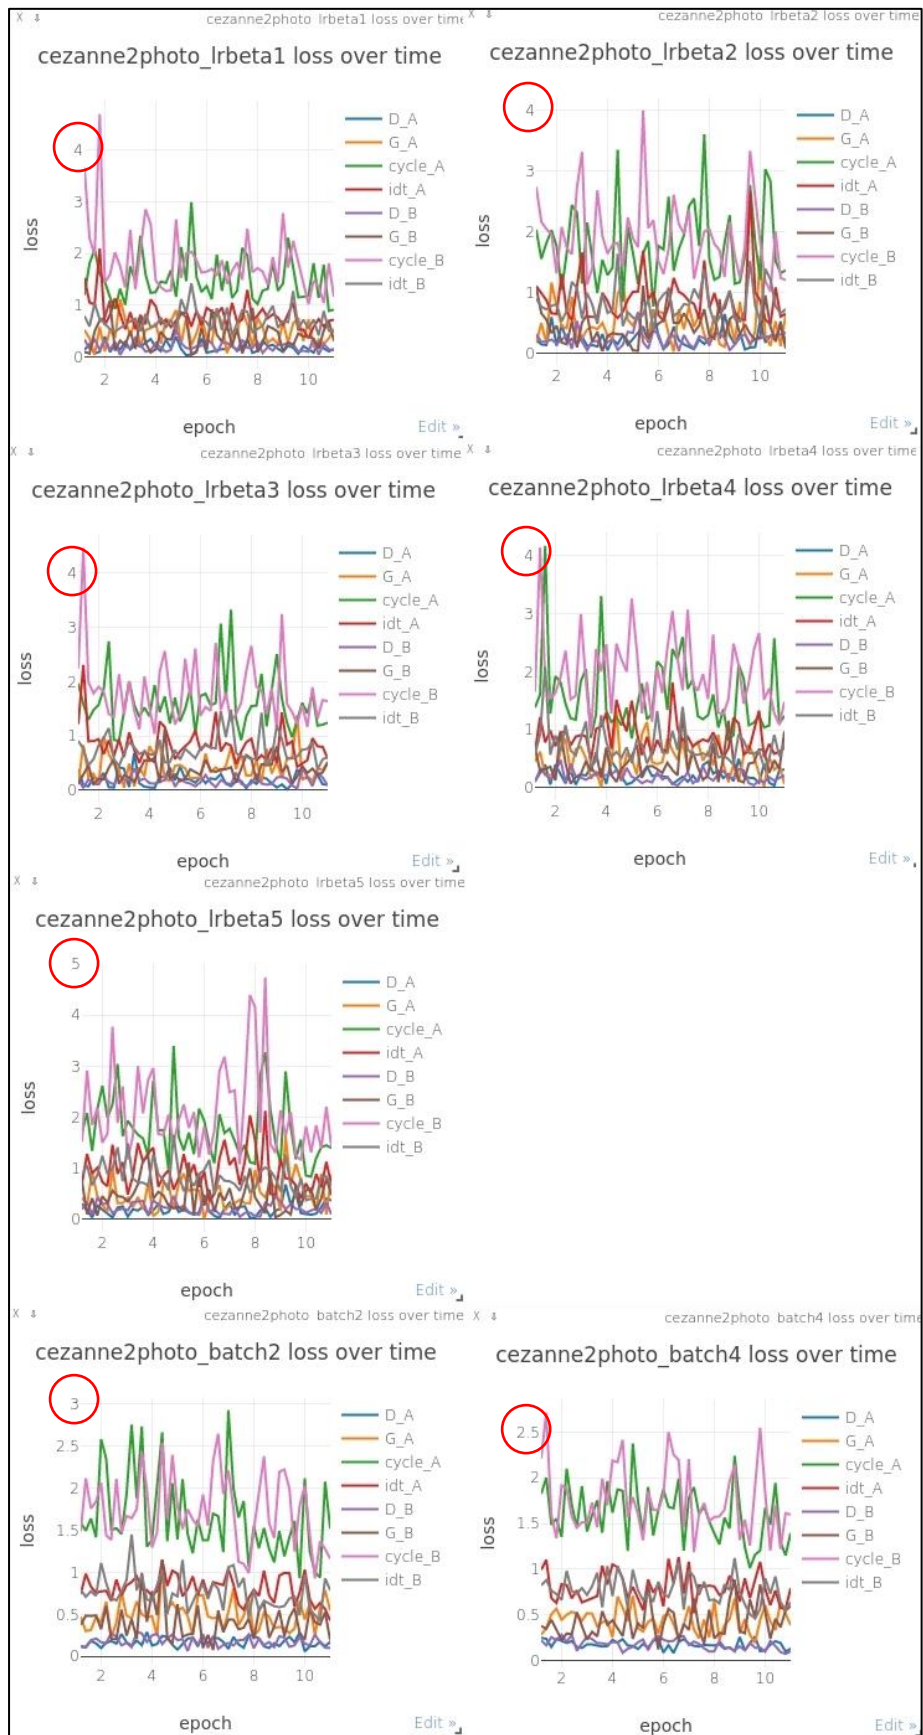 X ⇩ cezanne2photo_lrbeta1 loss over time
cezanne2photo_lrbeta1 loss over time
loss
4
3
2
1
0
2 4 6 8 10
epoch
D_A
G_A
cycle_A
idt_A
D_B
G_B
cycle_B
idt_B
Edit »
X ⇩ cezanne2photo_lrbeta2 loss over time
cezanne2photo_lrbeta2 loss over time
loss
4
3
2
1
0
2 4 6 8 10
epoch
D_A
G_A
cycle_A
idt_A
D_B
G_B
cycle_B
idt_B
Edit »
X ⇩ cezanne2photo_lrbeta3 loss over time
cezanne2photo_lrbeta3 loss over time
loss
4
3
2
1
0
2 4 6 8 10
epoch
D_A
G_A
cycle_A
idt_A
D_B
G_B
cycle_B
idt_B
Edit »
X ⇩ cezanne2photo_lrbeta4 loss over time
cezanne2photo_lrbeta4 loss over time
loss
4
3
2
1
0
2 4 6 8 10
epoch
D_A
G_A
cycle_A
idt_A
D_B
G_B
cycle_B
idt_B
Edit »
X ⇩ cezanne2photo_lrbeta5 loss over time
cezanne2photo_lrbeta5 loss over time
loss
5
4
3
2
1
0
2 4 6 8 10
epoch
D_A
G_A
cycle_A
idt_A
D_B
G_B
cycle_B
idt_B
Edit »
X ⇩ cezanne2photo_batch2 loss over time
cezanne2photo_batch2 loss over time
loss
3
2.5
2
1.5
1
0.5
0
2 4 6 8 10
epoch
D_A
G_A
cycle_A
idt_A
D_B
G_B
cycle_B
idt_B
Edit »
X ⇩ cezanne2photo_batch4 loss over time
cezanne2photo_batch4 loss over time
loss
2.5
2
1.5
1
0.5
0
2 4 6 8 10
epoch
D_A
G_A
cycle_A
idt_A
D_B
G_B
cycle_B
idt_B
Edit »